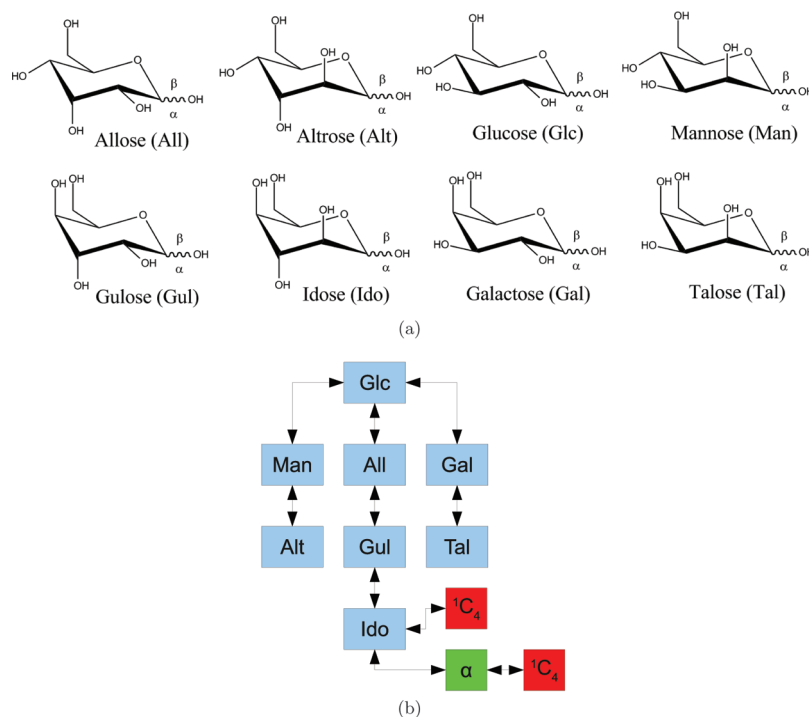 OH
OH
O
HO
OH
OH
OH
β
α
Allose (All)
OH
OH
O
HO
OH
OH
β
α
Altrose (Alt)
OH
O
HO
HO
OH
OH
β
α
Glucose (Glc)
OH
OH
O
HO
HO
OH
β
α
Mannose (Man)
OH
OH
O
OH
OH
OH
β
α
Gulose (Gul)
OH
OH
OH
O
OH
OH
β
α
Idose (Ido)
OH
OH
O
HO
OH
OH
β
α
Galactose (Gal)
OH
OH
OH
O
HO
OH
β
α
Talose (Tal)
(a)
Glc
Man All Gal
Alt Gul Tal
Ido ¹C₄
α ¹C₄
(b)